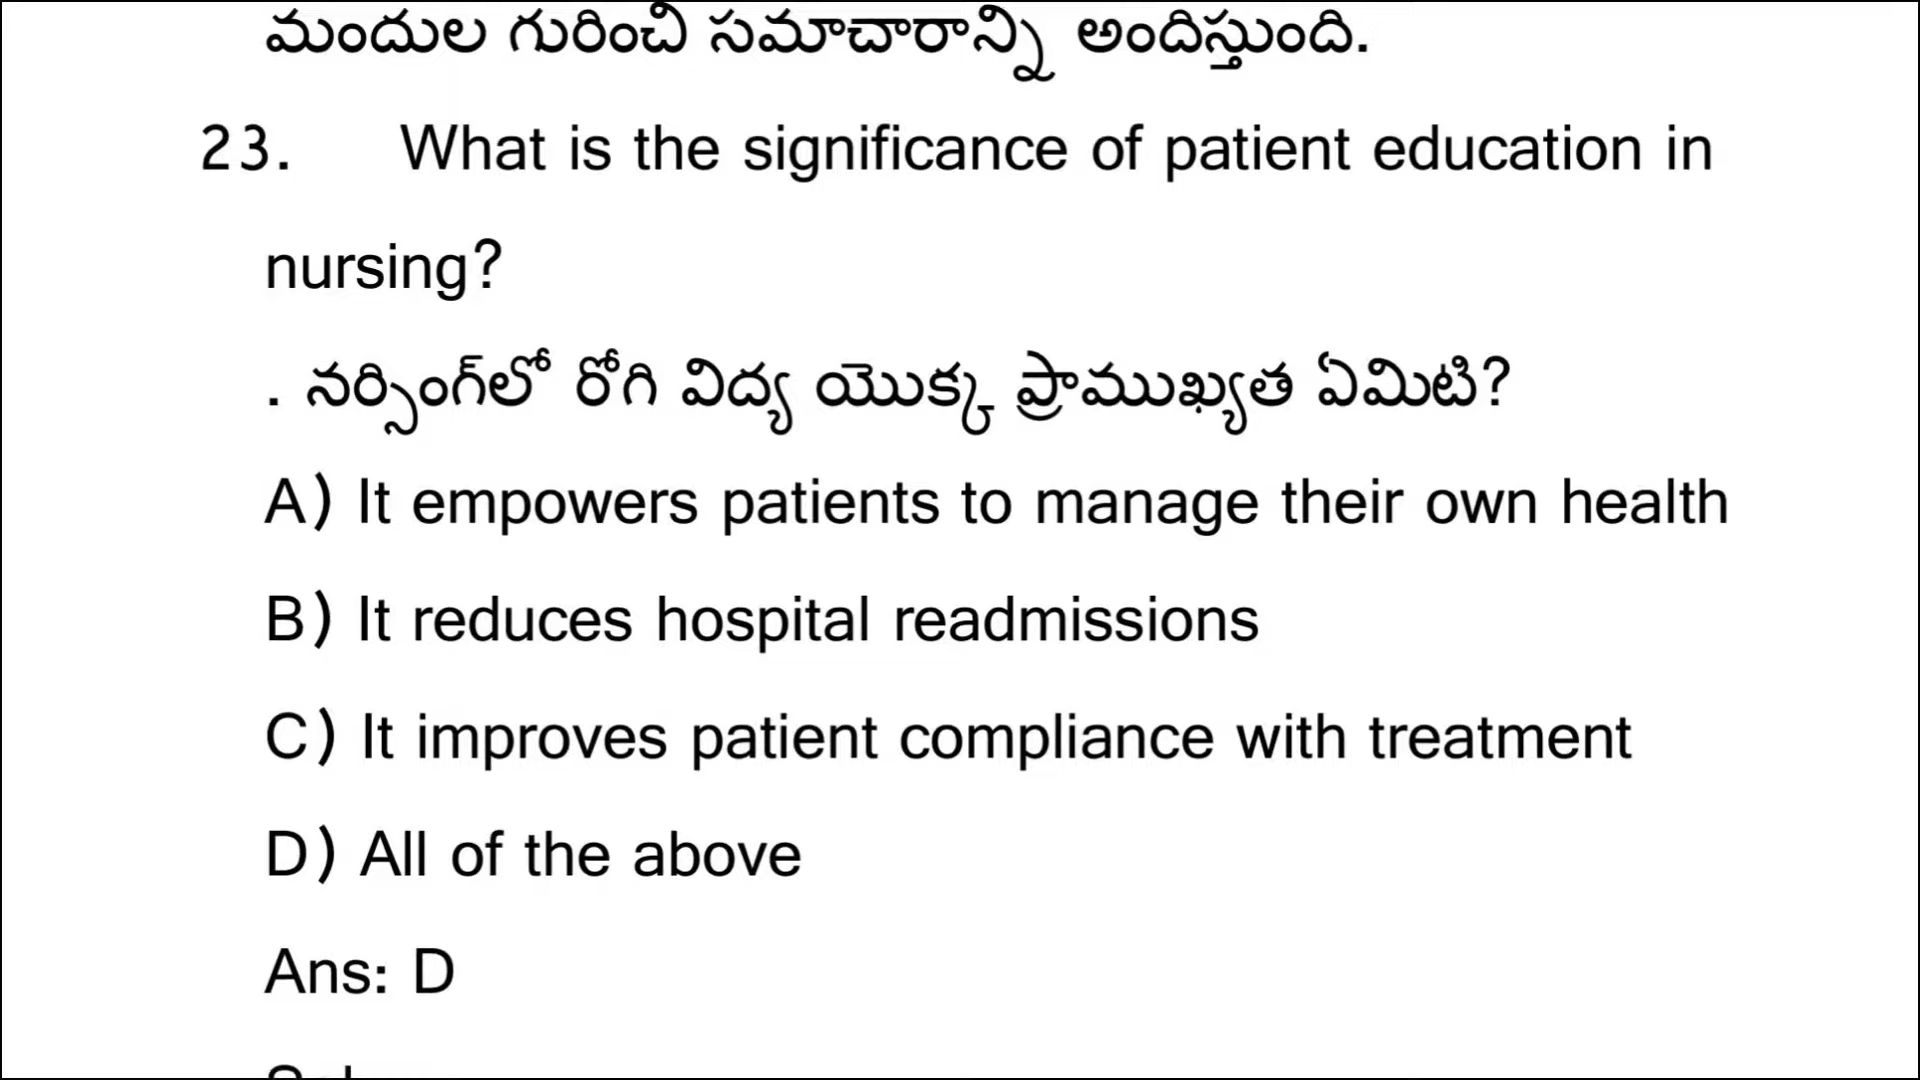 మందుల గురించి సమాచారాన్ని అందిస్తుంది.
23. What is the significance of patient education in
nursing?
. నర్సింగ్‌లో రోగి విద్య యొక్క ప్రాముఖ్యత ఏమిటి?
A) It empowers patients to manage their own health
B) It reduces hospital readmissions
C) It improves patient compliance with treatment
D) All of the above
Ans: D